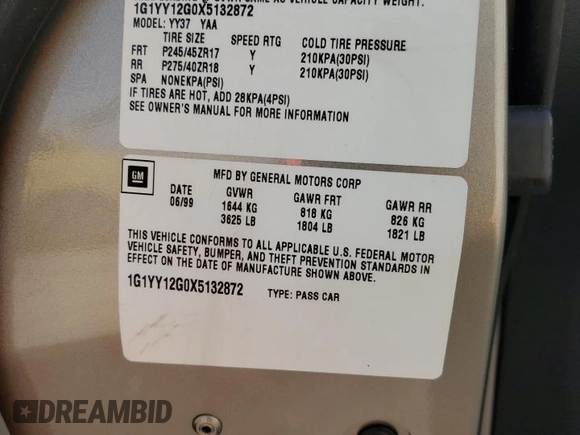 VEHICLE CAPACITY WEIGHT.
1G1YY12G0X5132872
MODEL: YY37 YAA
TIRE SIZE SPEED RTG COLD TIRE PRESSURE
FRT P245/45ZR17 Y 210KPA(30PSI)
RR P275/40ZR18 Y 210KPA(30PSI)
SPA NONEKPA(PSI)
IF TIRES ARE HOT, ADD 28KPA(4PSI)
SEE OWNER'S MANUAL FOR MORE INFORMATION
GM
MFD BY GENERAL MOTORS CORP
DATE GVWR GAWR FRT GAWR RR
06/99 1644 KG 818 KG 826 KG
3625 LB 1804 LB 1821 LB
THIS VEHICLE CONFORMS TO ALL APPLICABLE U.S. FEDERAL MOTOR
VEHICLE SAFETY, BUMPER, AND THEFT PREVENTION STANDARDS IN
EFFECT ON THE DATE OF MANUFACTURE SHOWN ABOVE.
1G1YY12G0X5132872 TYPE: PASS CAR
DREAMBID